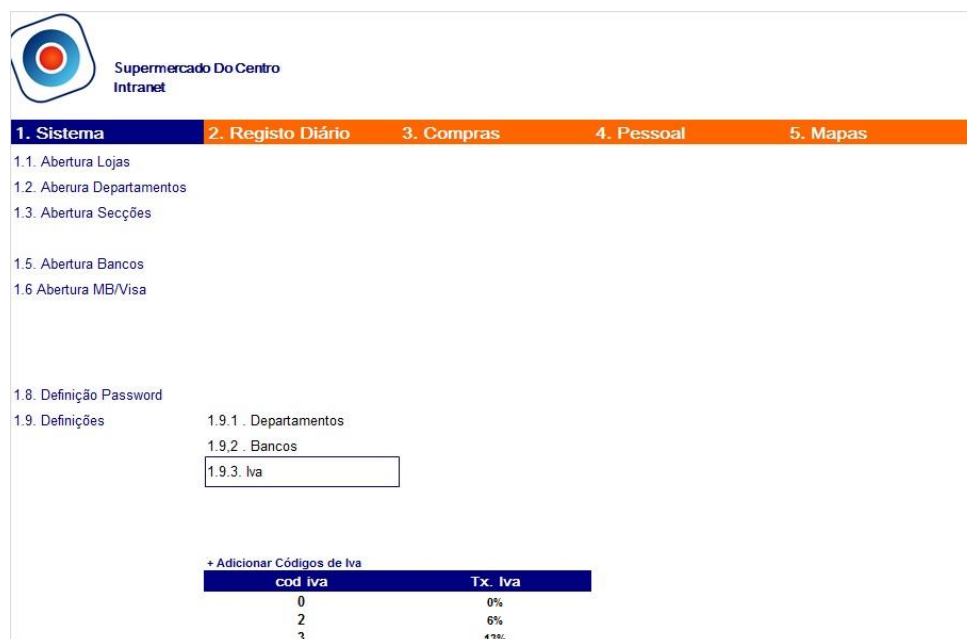 Supermercado Do Centro
Intranet
1. Sistema 2. Registo Diário 3. Compras 4. Pessoal 5. Mapas
1.1. Abertura Lojas
1.2. Aberura Departamentos
1.3. Abertura Secções
1.5. Abertura Bancos
1.6 Abertura MB/Visa
1.8. Definição Password
1.9. Definições 1.9.1 . Departamentos
1.9,2 . Bancos
1.9.3. Iva
+ Adicionar Códigos de Iva
cod iva Tx. Iva
0 0%
2 6%
3 13%